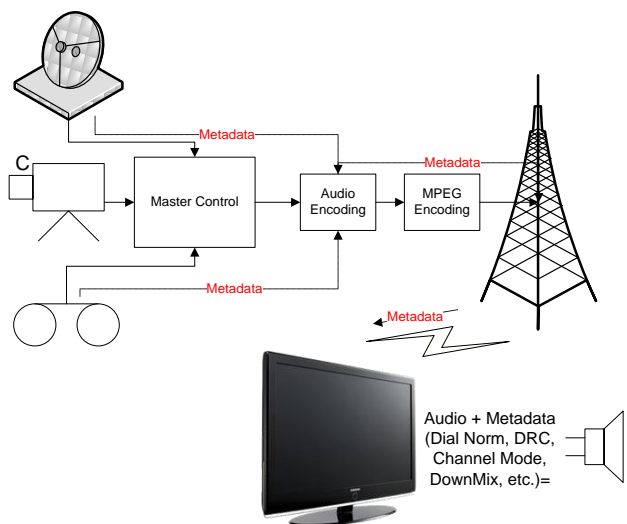 Metadata
Metadata
C
Master Control
Audio
Encoding
MPEG
Encoding
Metadata
Metadata
Audio + Metadata
(Dial Norm, DRC,
Channel Mode,
DownMix, etc.)=